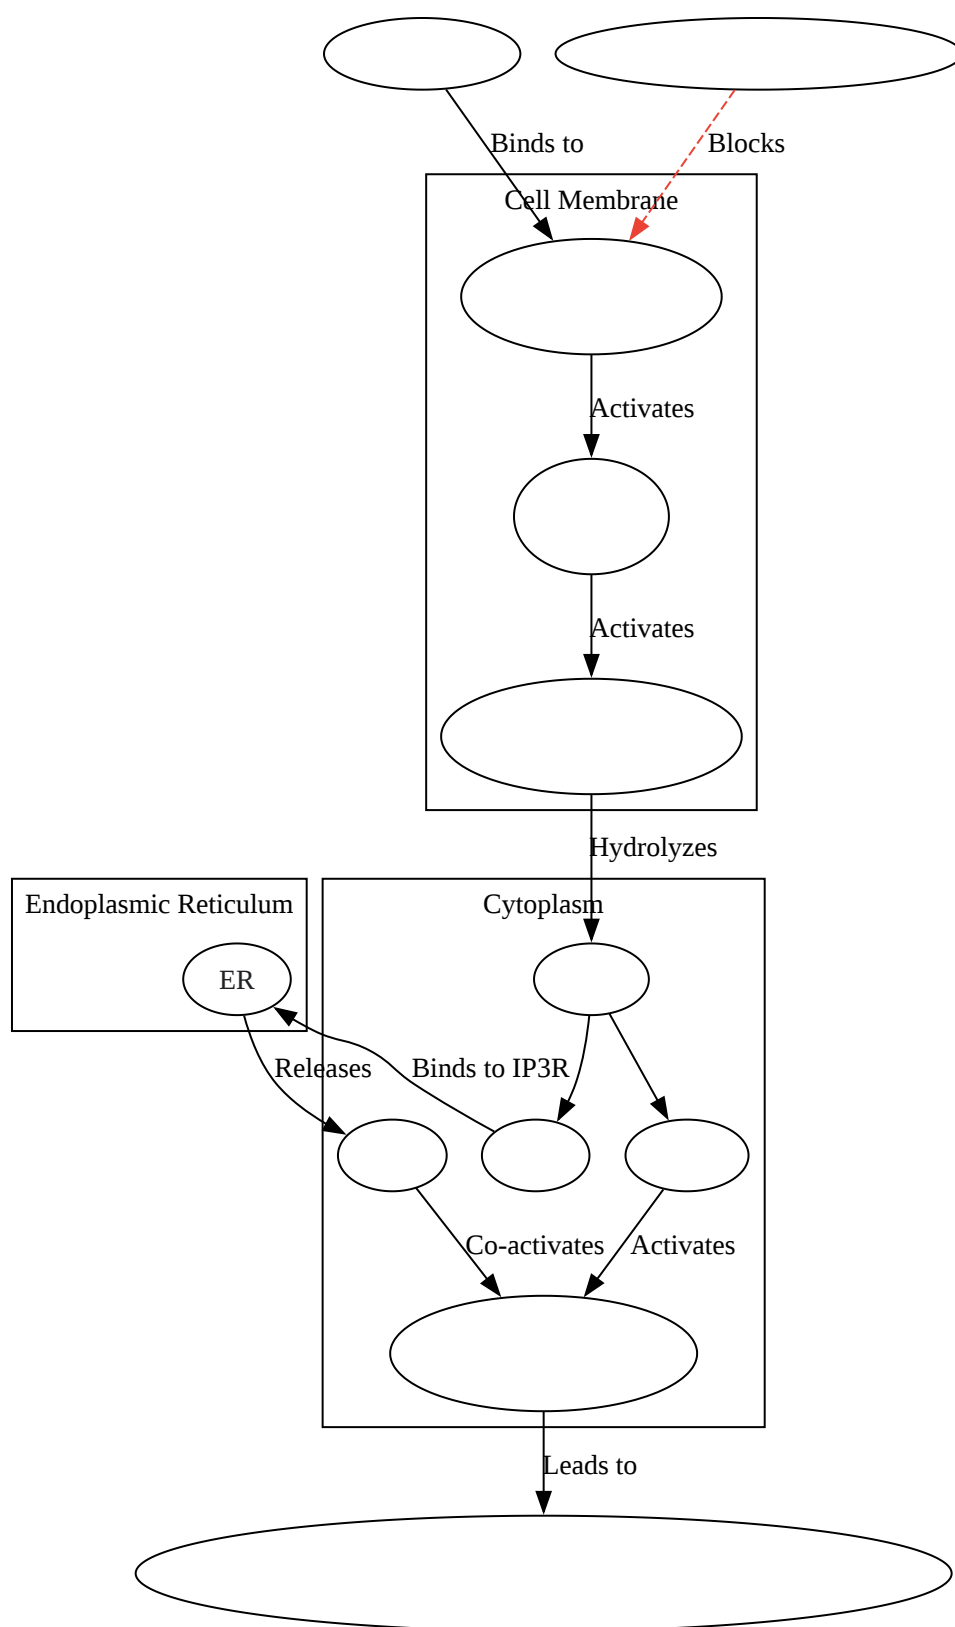 Binds to
Blocks
Cell Membrane
Activates
Activates
Hydrolyzes
Endoplasmic Reticulum
Cytoplasm
ER
Releases
Binds to IP3R
Co-activates
Activates
Leads to